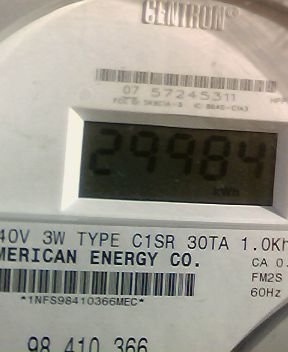 CENTRON®
07 57245311
29984
kWh
40V 3W TYPE C1SR 30TA 1.0Kh
MERICAN ENERGY CO.
CA 0.
FM2S
60Hz
*1NFS98410366MEC*
98 410 366